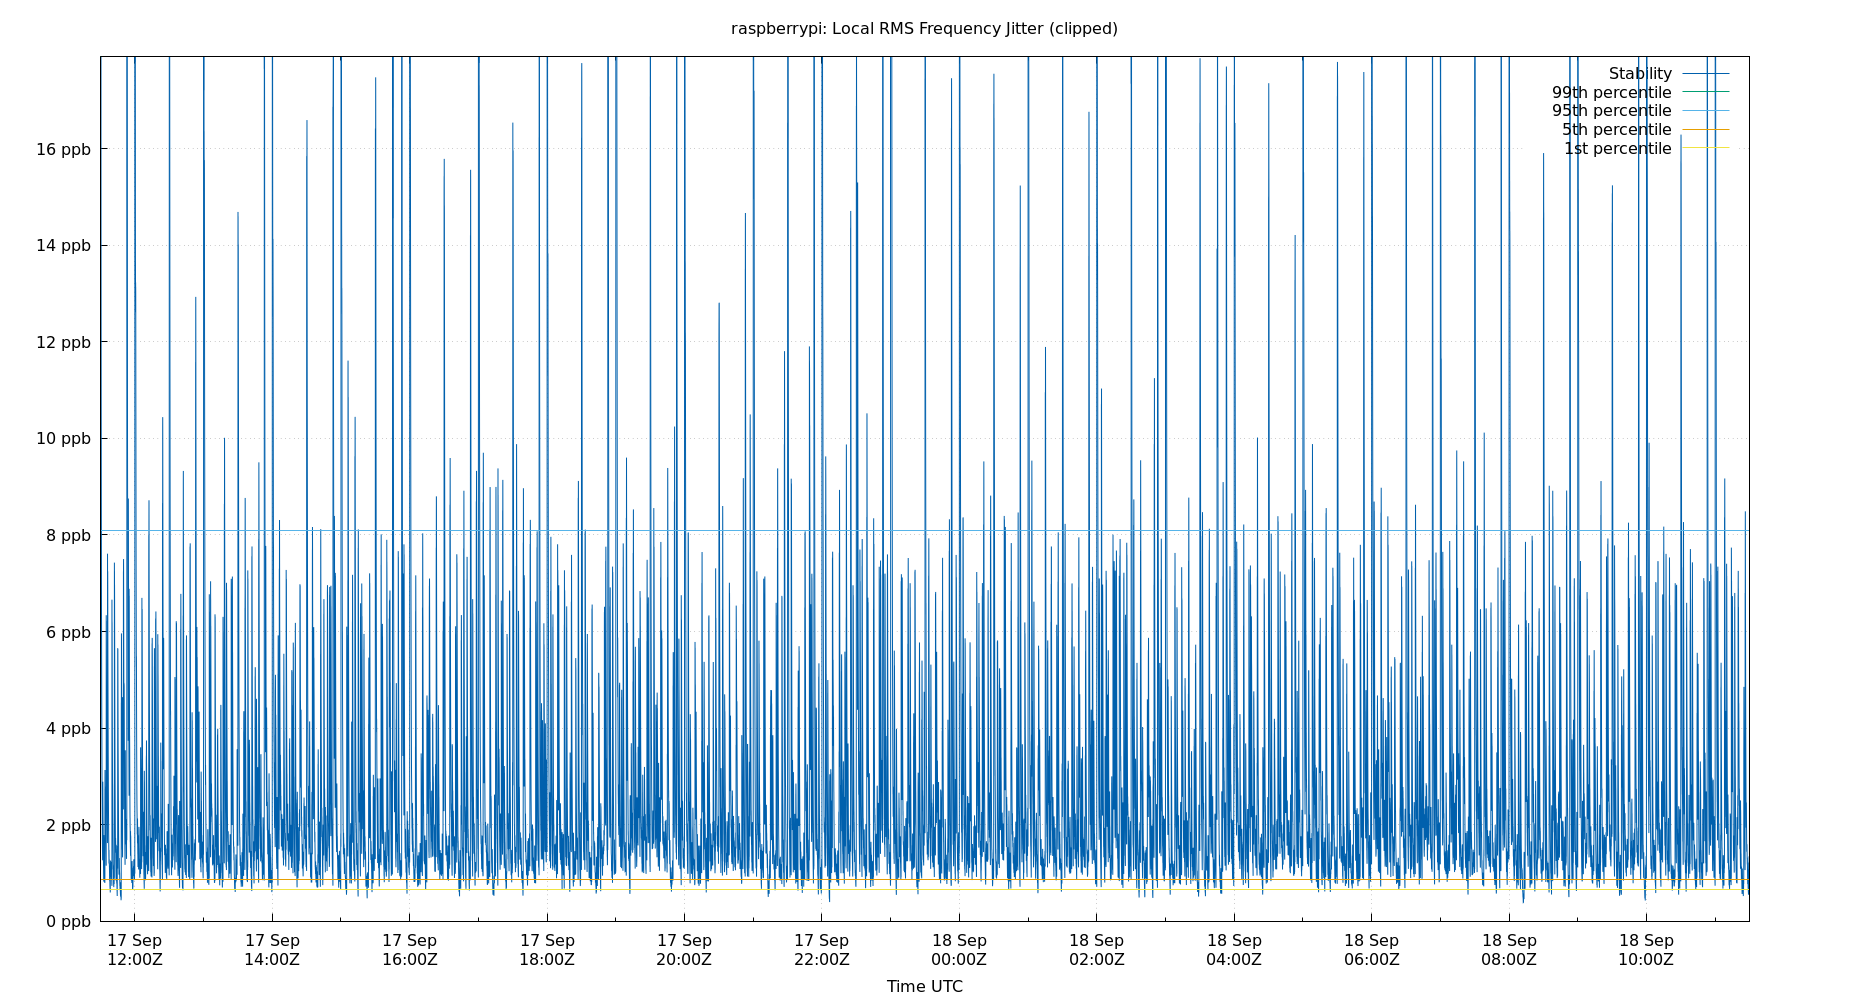 raspberrypi: Local RMS Frequency Jitter (clipped)
Stability
99th percentile
95th percentile
5th percentile
1st percentile
16 ppb
14 ppb
12 ppb
10 ppb
8 ppb
6 ppb
4 ppb
2 ppb
0 ppb
17 Sep 17 Sep 17 Sep 17 Sep 17 Sep 17 Sep 18 Sep 18 Sep 18 Sep 18 Sep 18 Sep 18 Sep
12:00Z 14:00Z 16:00Z 18:00Z 20:00Z 22:00Z 00:00Z 02:00Z 04:00Z 06:00Z 08:00Z 10:00Z
Time UTC